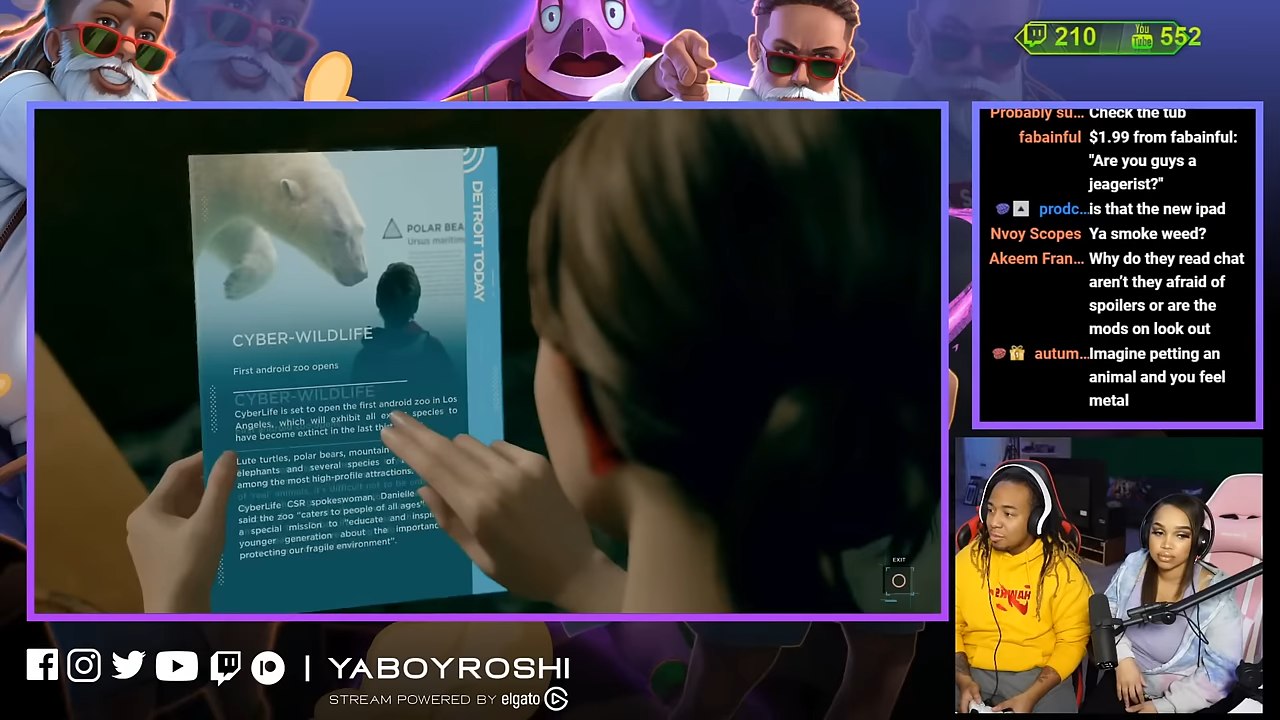 210
You
Tube
552
Probably su... Check the tub
fabainful $1.99 from fabainful:
"Are you guys a
jeagerist?"
prodc... is that the new ipad
Nvoy Scopes Ya smoke weed?
Akeem Fran... Why do they read chat
aren't they afraid of
spoilers or are the
mods on look out
autum... Imagine petting an
animal and you feel
metal
DETROIT TODAY
POLAR BEA
Ursus maritim
CYBER-WILDLIFE
First android zoo opens
CYBER-WILDLIFE
CyberLife is set to open the first android zoo in Los
Angeles, which will exhibit all species to
have become extinct in the last
Lute turtles, polar bears, mountain
elephants and several species of
among the most high-profile attractions.
CyberLife CSR spokeswoman, Danielle
said the zoo "caters to people of all ages"
a special mission to "educate and inspi
younger generation about the importanc
protecting our fragile environment".
EXIT
| YABOYROSHI
STREAM POWERED BY elgato